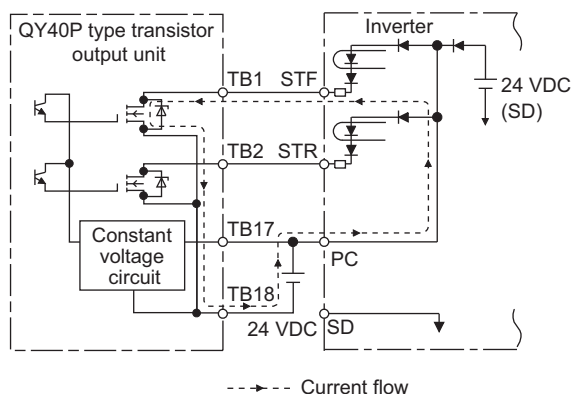 QY40P type transistor
output unit
Inverter
TB1
STF
24 VDC
(SD)
TB2
STR
Constant
voltage
circuit
TB17
PC
TB18
24 VDC
SD
Current flow